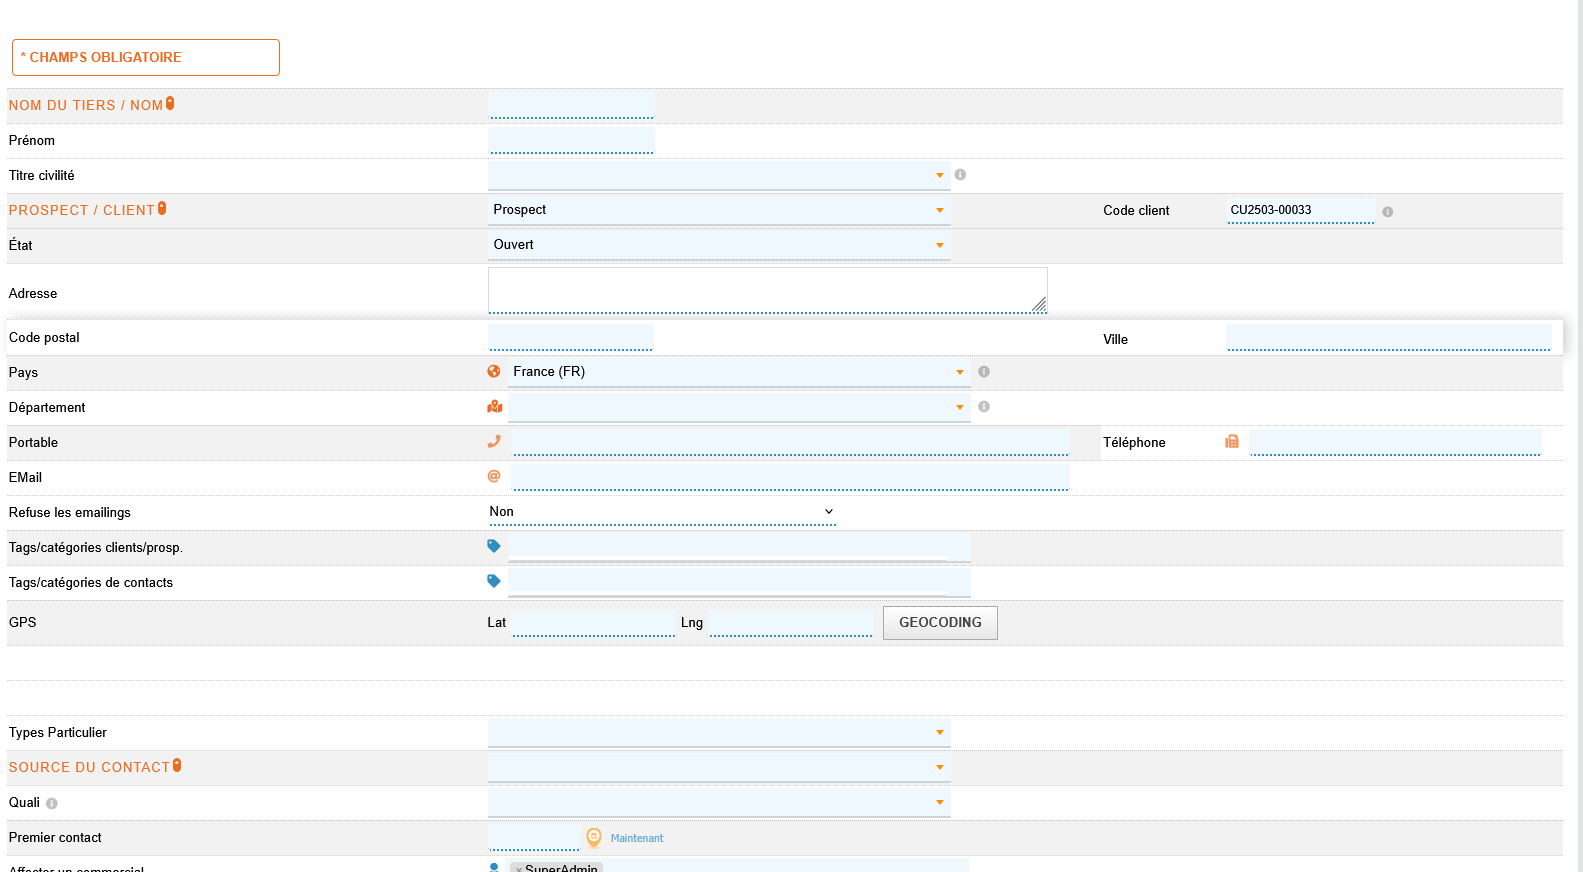 * CHAMPS OBLIGATOIRE
NOM DU TIERS / NOM*
Prénom
Titre civilité
PROSPECT / CLIENT* Prospect Code client CU2503-00033
État Ouvert
Adresse
Code postal Ville
Pays France (FR)
Département
Portable Téléphone
EMail @
Refuse les emailings Non
Tags/catégories clients/prosp.
Tags/catégories de contacts
GPS Lat Lng GEOCODING
Types Particulier
SOURCE DU CONTACT*
Quali
Premier contact Maintenant
Affecter un commercial × SuperAdmin